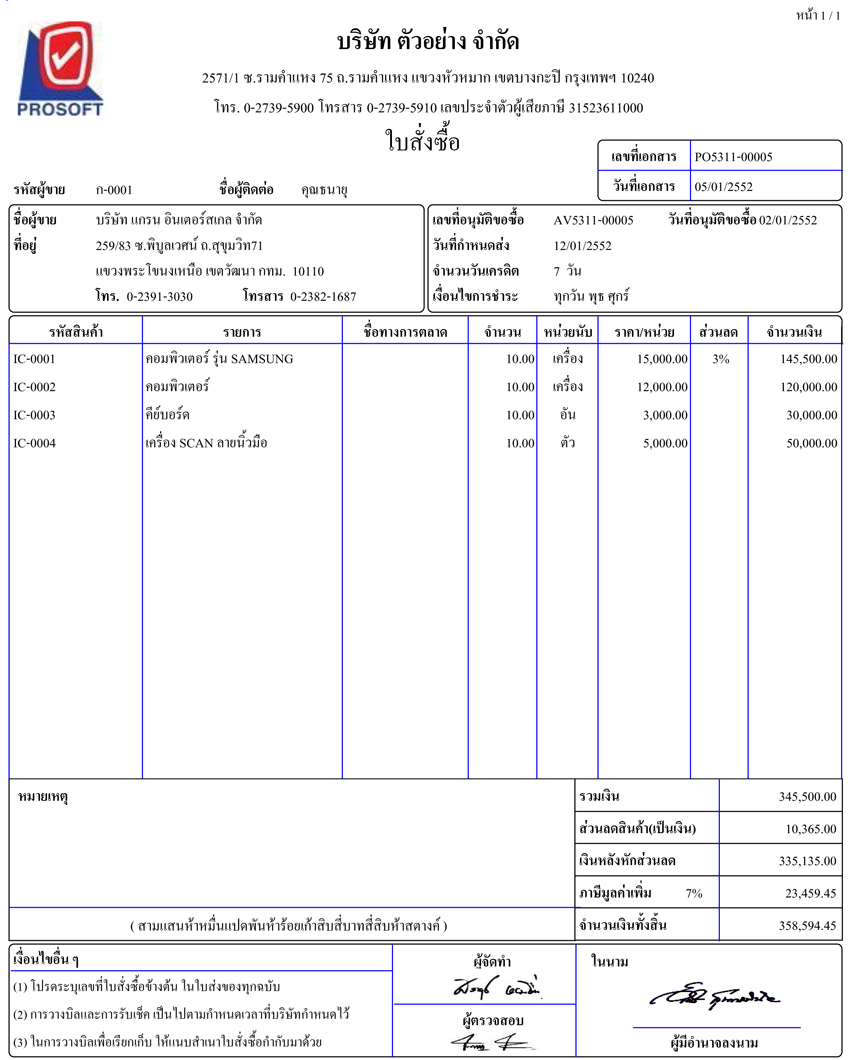 หน้า 1 / 1
บริษัท ตัวอย่าง จำกัด
2571/1 ซ.รามคำแหง 75 ถ.รามคำแหง แขวงหัวหมาก เขตบางกะปิ กรุงเทพฯ 10240
PROSOFT
โทร. 0-2739-5900 โทรสาร 0-2739-5910 เลขประจำตัวผู้เสียภาษี 31523611000
ใบสั่งซื้อ
เลขที่เอกสาร PO5311-00005
วันที่เอกสาร 05/01/2552
รหัสผู้ขาย ก-0001 ชื่อผู้ติดต่อ คุณธนายุ
ชื่อผู้ขาย บริษัท แกรน อินเตอร์สเกล จำกัด เลขที่อนุมัติขอซื้อ AV5311-00005 วันที่อนุมัติขอซื้อ 02/01/2552
ที่อยู่ 259/83 ซ.พิบูลเวศน์ ถ.สุขุมวิท71 วันที่กำหนดส่ง 12/01/2552
แขวงพระโขนงเหนือ เขตวัฒนา กทม. 10110 จำนวนวันเครดิต 7 วัน
โทร. 0-2391-3030 โทรสาร 0-2382-1687 เงื่อนไขการชำระ ทุกวัน พุธ ศุกร์
รหัสสินค้า รายการ ชื่อทางการตลาด จำนวน หน่วยนับ ราคา/หน่วย ส่วนลด จำนวนเงิน
IC-0001 คอมพิวเตอร์ รุ่น SAMSUNG 10.00 เครื่อง 15,000.00 3% 145,500.00
IC-0002 คอมพิวเตอร์ 10.00 เครื่อง 12,000.00 120,000.00
IC-0003 คีย์บอร์ด 10.00 อัน 3,000.00 30,000.00
IC-0004 เครื่อง SCAN ลายนิ้วมือ 10.00 ตัว 5,000.00 50,000.00
หมายเหตุ รวมเงิน 345,500.00
ส่วนลดสินค้า(เป็นเงิน) 10,365.00
เงินหลังหักส่วนลด 335,135.00
ภาษีมูลค่าเพิ่ม 7% 23,459.45
( สามแสนห้าหมื่นแปดพันห้าร้อยเก้าสิบสี่บาทสี่สิบห้าสตางค์ ) จำนวนเงินทั้งสิ้น 358,594.45
เงื่อนไขอื่น ๆ ผู้จัดทำ ในนาม
(1) โปรดระบุเลขที่ใบสั่งซื้อข้างต้น ในใบส่งของทุกฉบับ
(2) การวางบิลและการรับเช็ค เป็นไปตามกำหนดเวลาที่บริษัทกำหนดไว้ ผู้ตรวจสอบ
(3) ในการวางบิลเพื่อเรียกเก็บ ให้แนบสำเนาใบสั่งซื้อกำกับมาด้วย ผู้มีอำนาจลงนาม